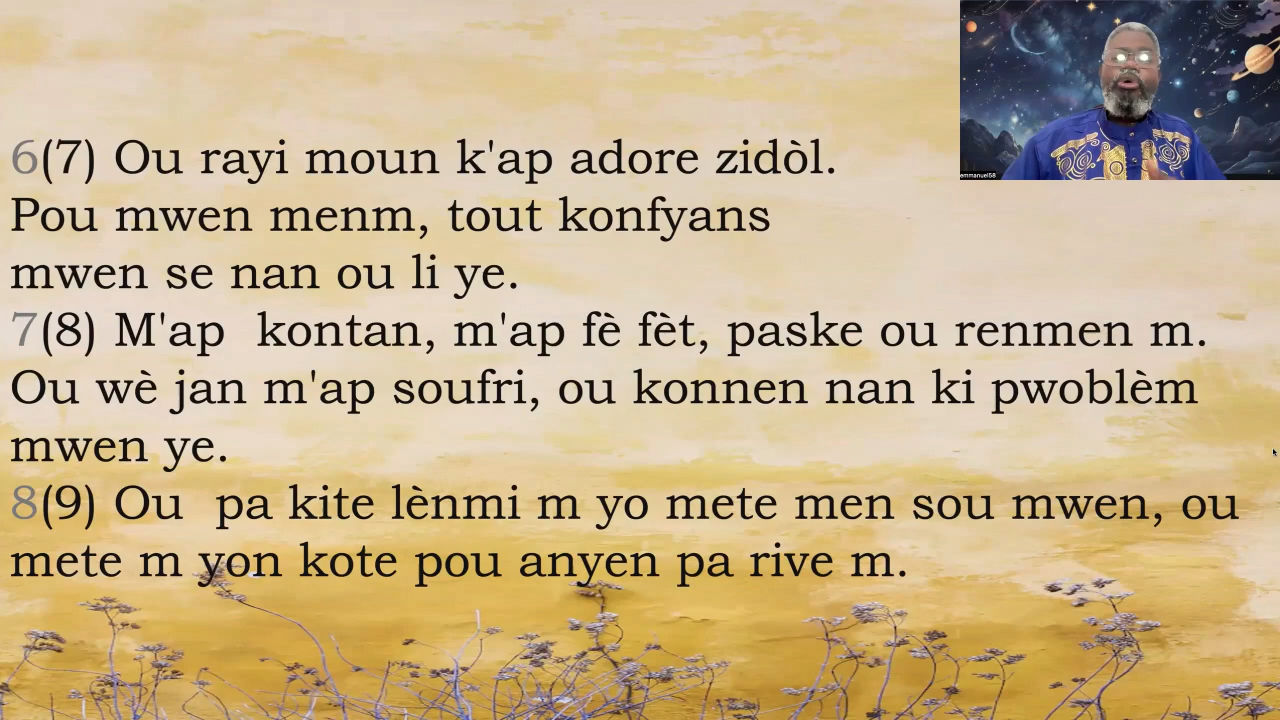 6(7) Ou rayi moun k'ap adore zidòl.
Pou mwen menm, tout konfyans
mwen se nan ou li ye.
7(8) M'ap  kontan, m'ap fè fèt, paske ou renmen m.
Ou wè jan m'ap soufri, ou konnen nan ki pwoblèm
mwen ye.
8(9) Ou  pa kite lènmi m yo mete men sou mwen, ou
mete m yon kote pou anyen pa rive m.
emmanuel58